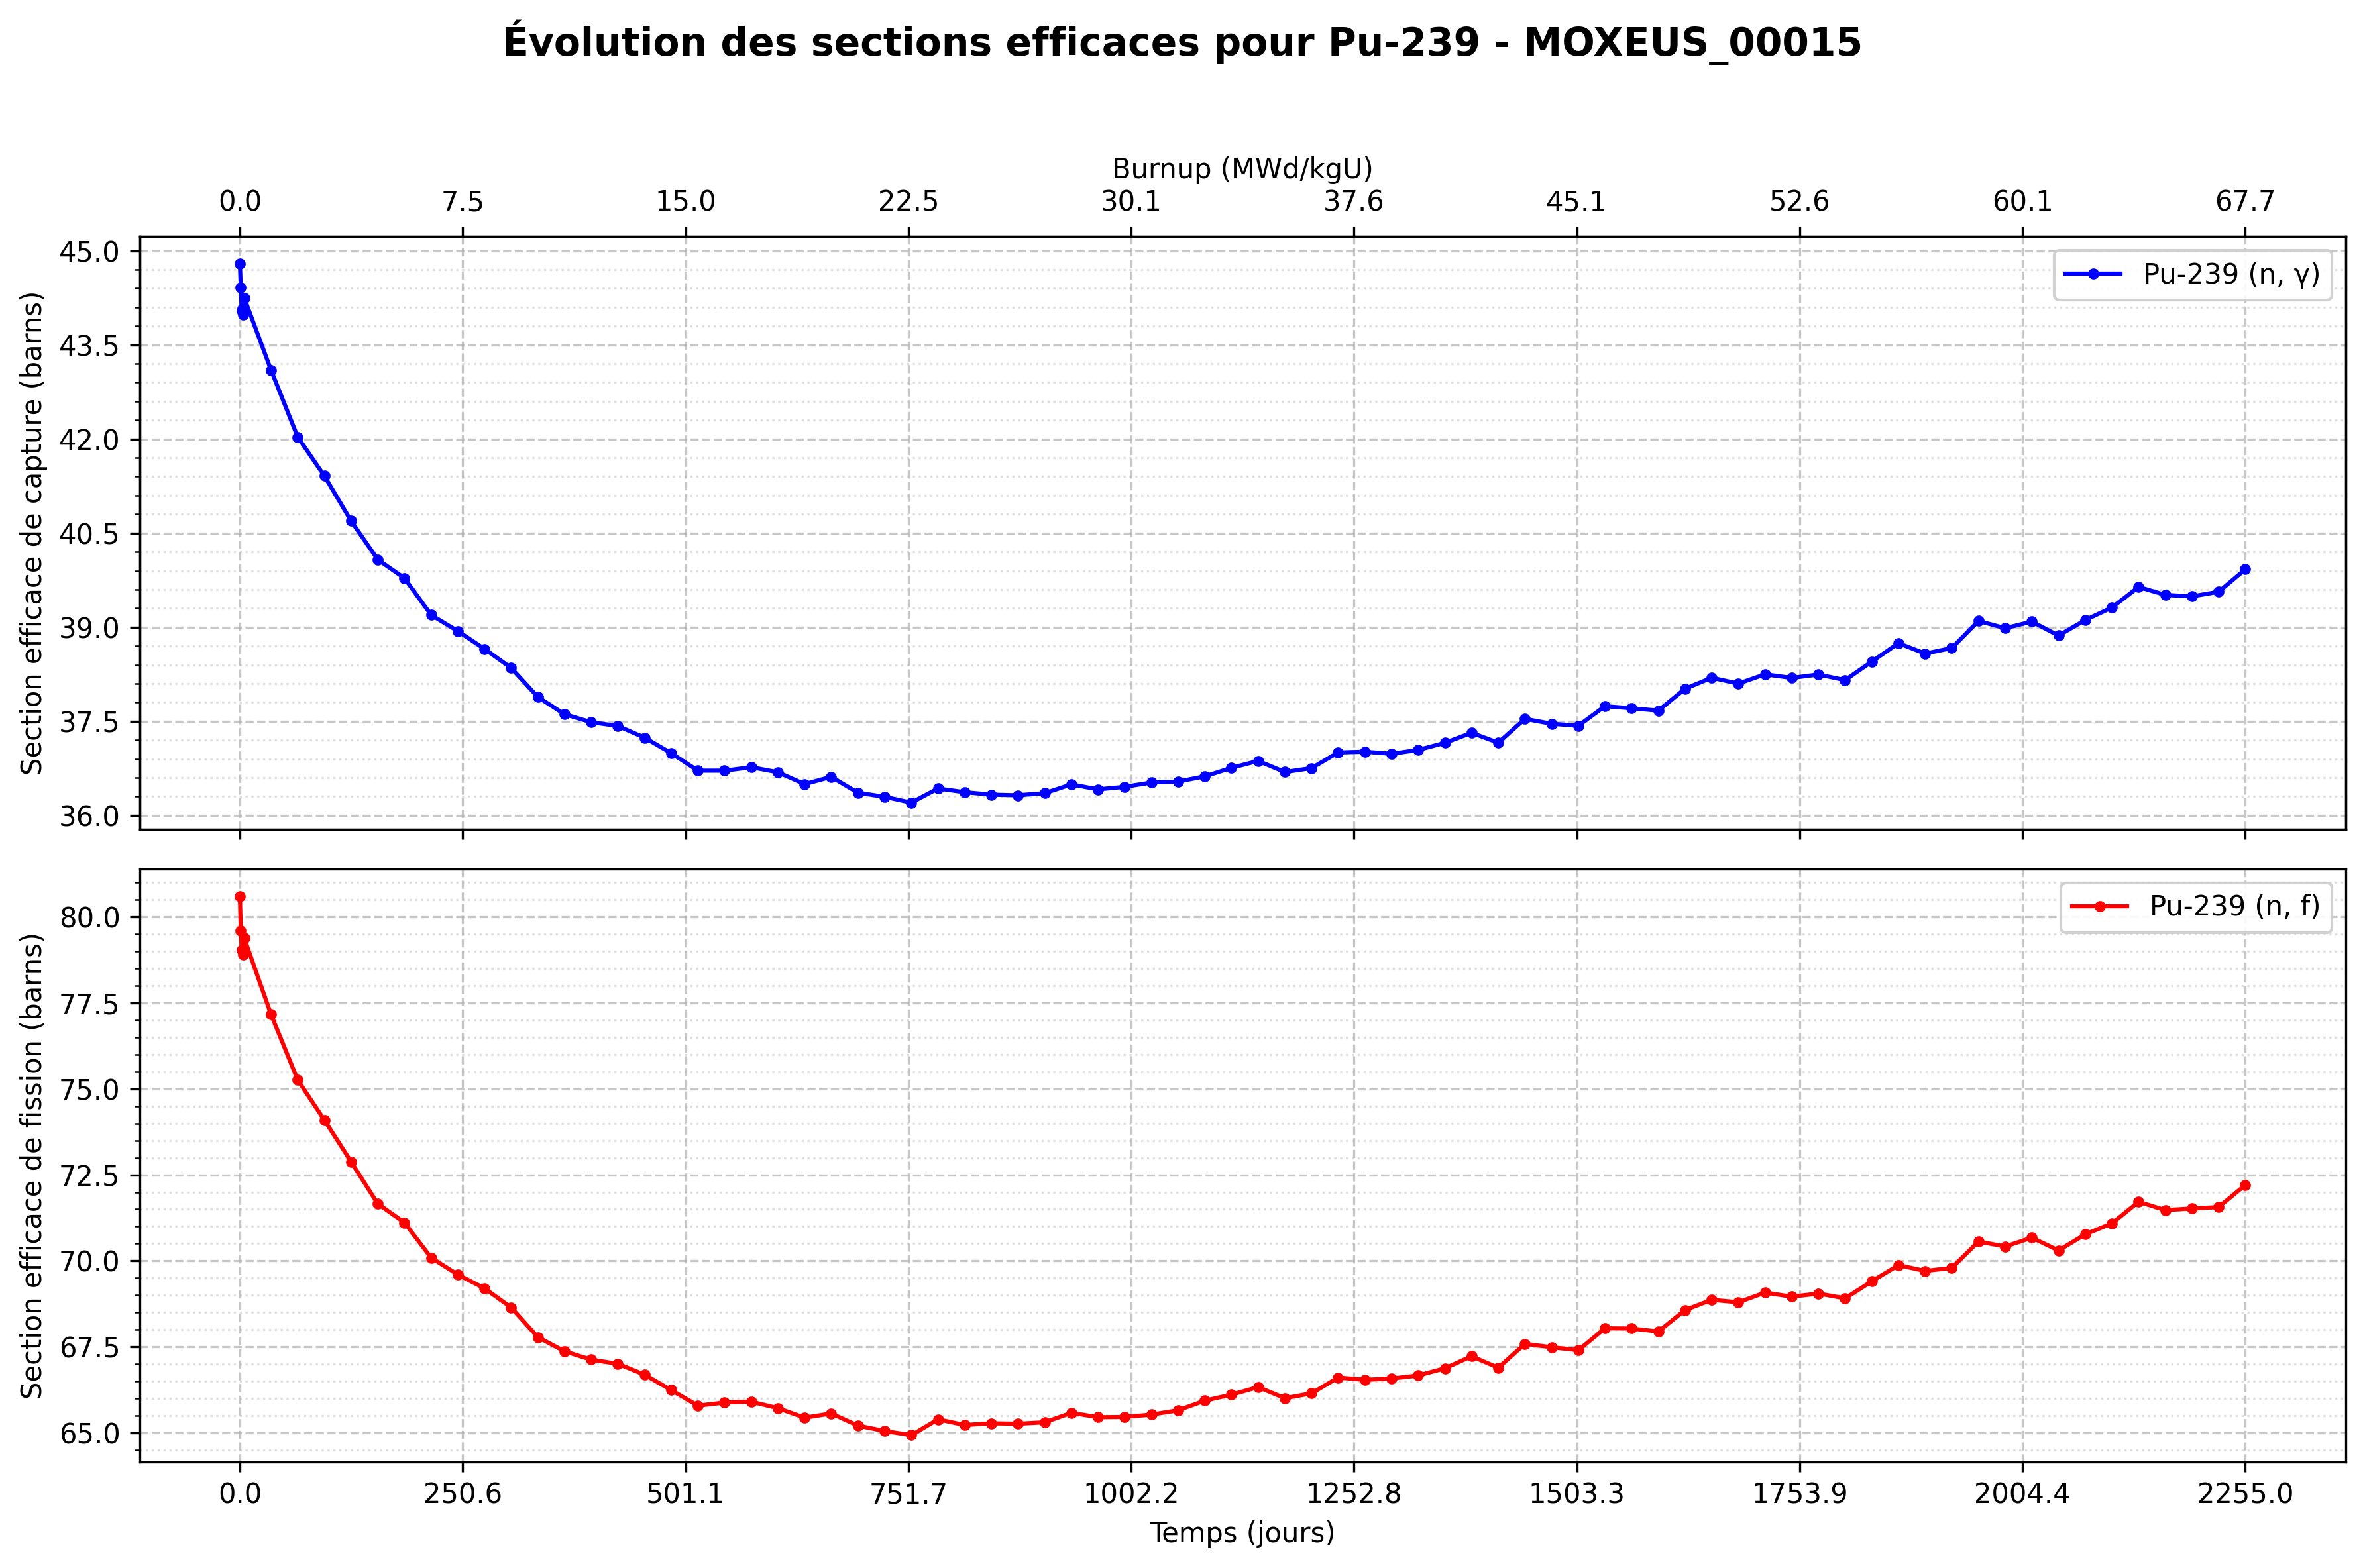 Évolution des sections efficaces pour Pu-239 - MOXEUS_00015
Burnup (MWd/kgU)
0.0 7.5 15.0 22.5 30.1 37.6 45.1 52.6 60.1 67.7
Section efficace de capture (barns)
45.0
43.5
42.0
40.5
39.0
37.5
36.0
Pu-239 (n, γ)
Section efficace de fission (barns)
80.0
77.5
75.0
72.5
70.0
67.5
65.0
Pu-239 (n, f)
0.0 250.6 501.1 751.7 1002.2 1252.8 1503.3 1753.9 2004.4 2255.0
Temps (jours)